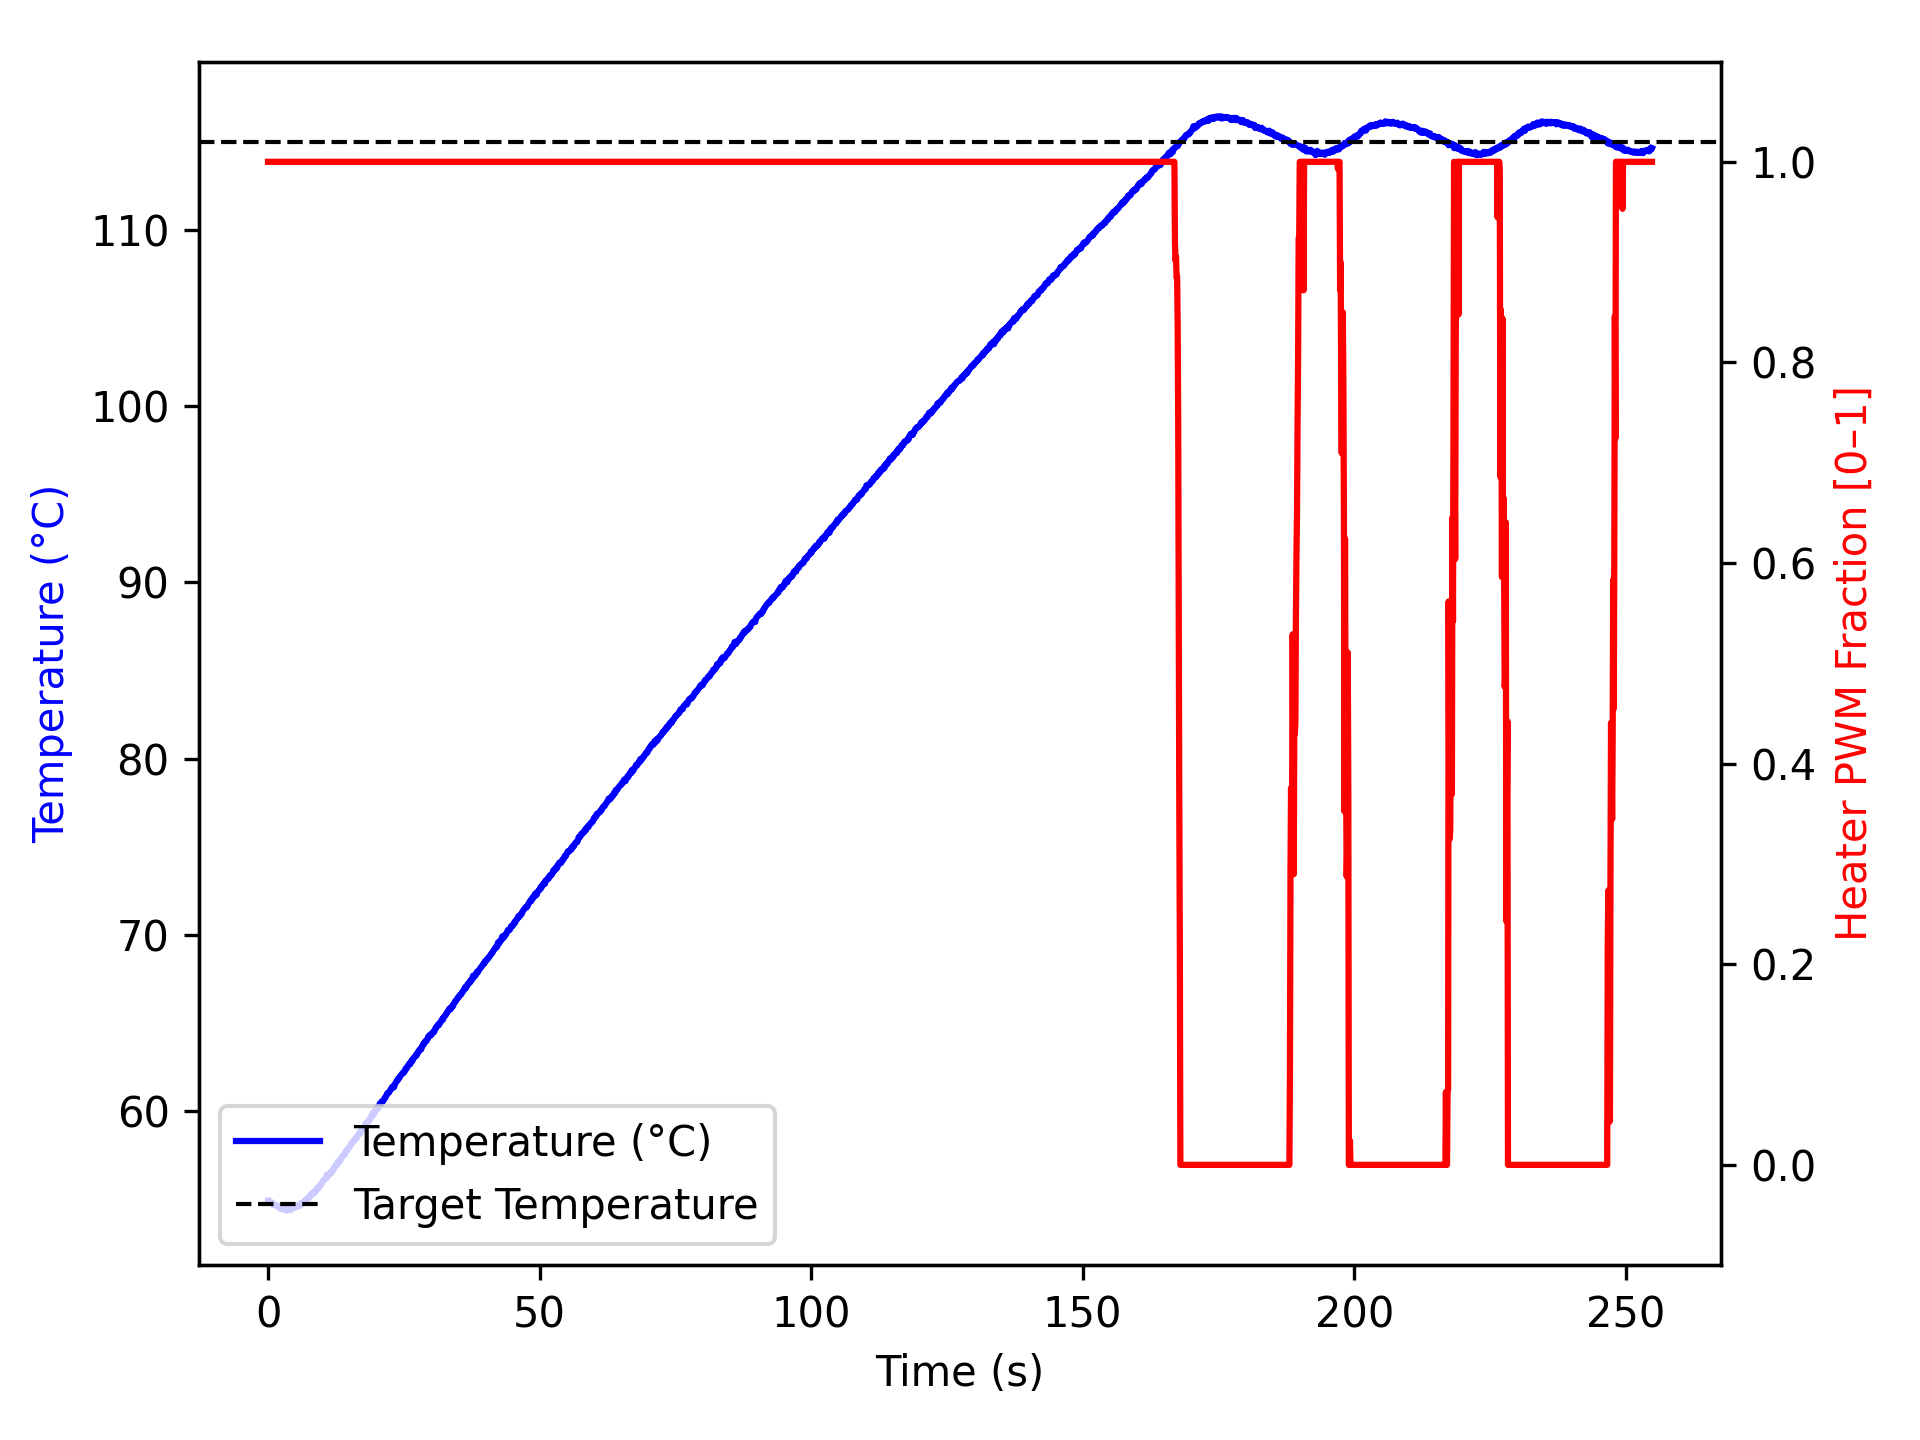 110
100
90
80
70
60
Temperature (°C)
1.0
0.8
0.6
0.4
0.2
0.0
Heater PWM Fraction [0–1]
Temperature (°C)
Target Temperature
0 50 100 150 200 250
Time (s)